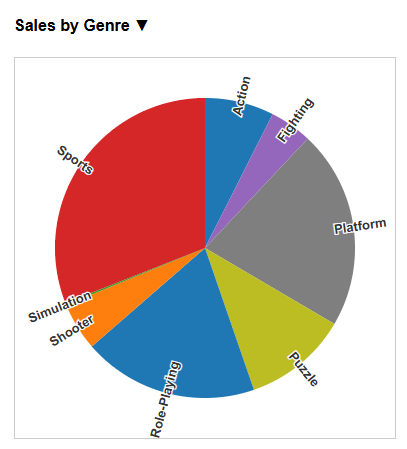 Sales by Genre ▼
Action
Fighting
Platform
Puzzle
Role-Playing
Shooter
Simulation
Sports